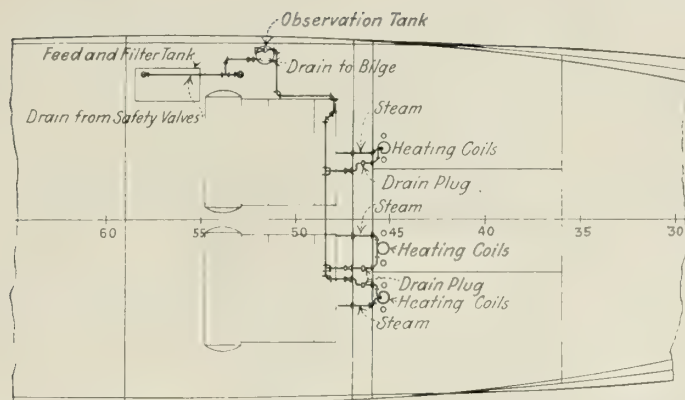 Observation Tank
Feed and Filter Tank
Drain to Bilge
Drain from Safety Valves
Steam
Heating Coils
Drain Plug
Steam
59 55 50 45 40 35 30
Heating Coils
Drain Plug
Heating Coils
Steam